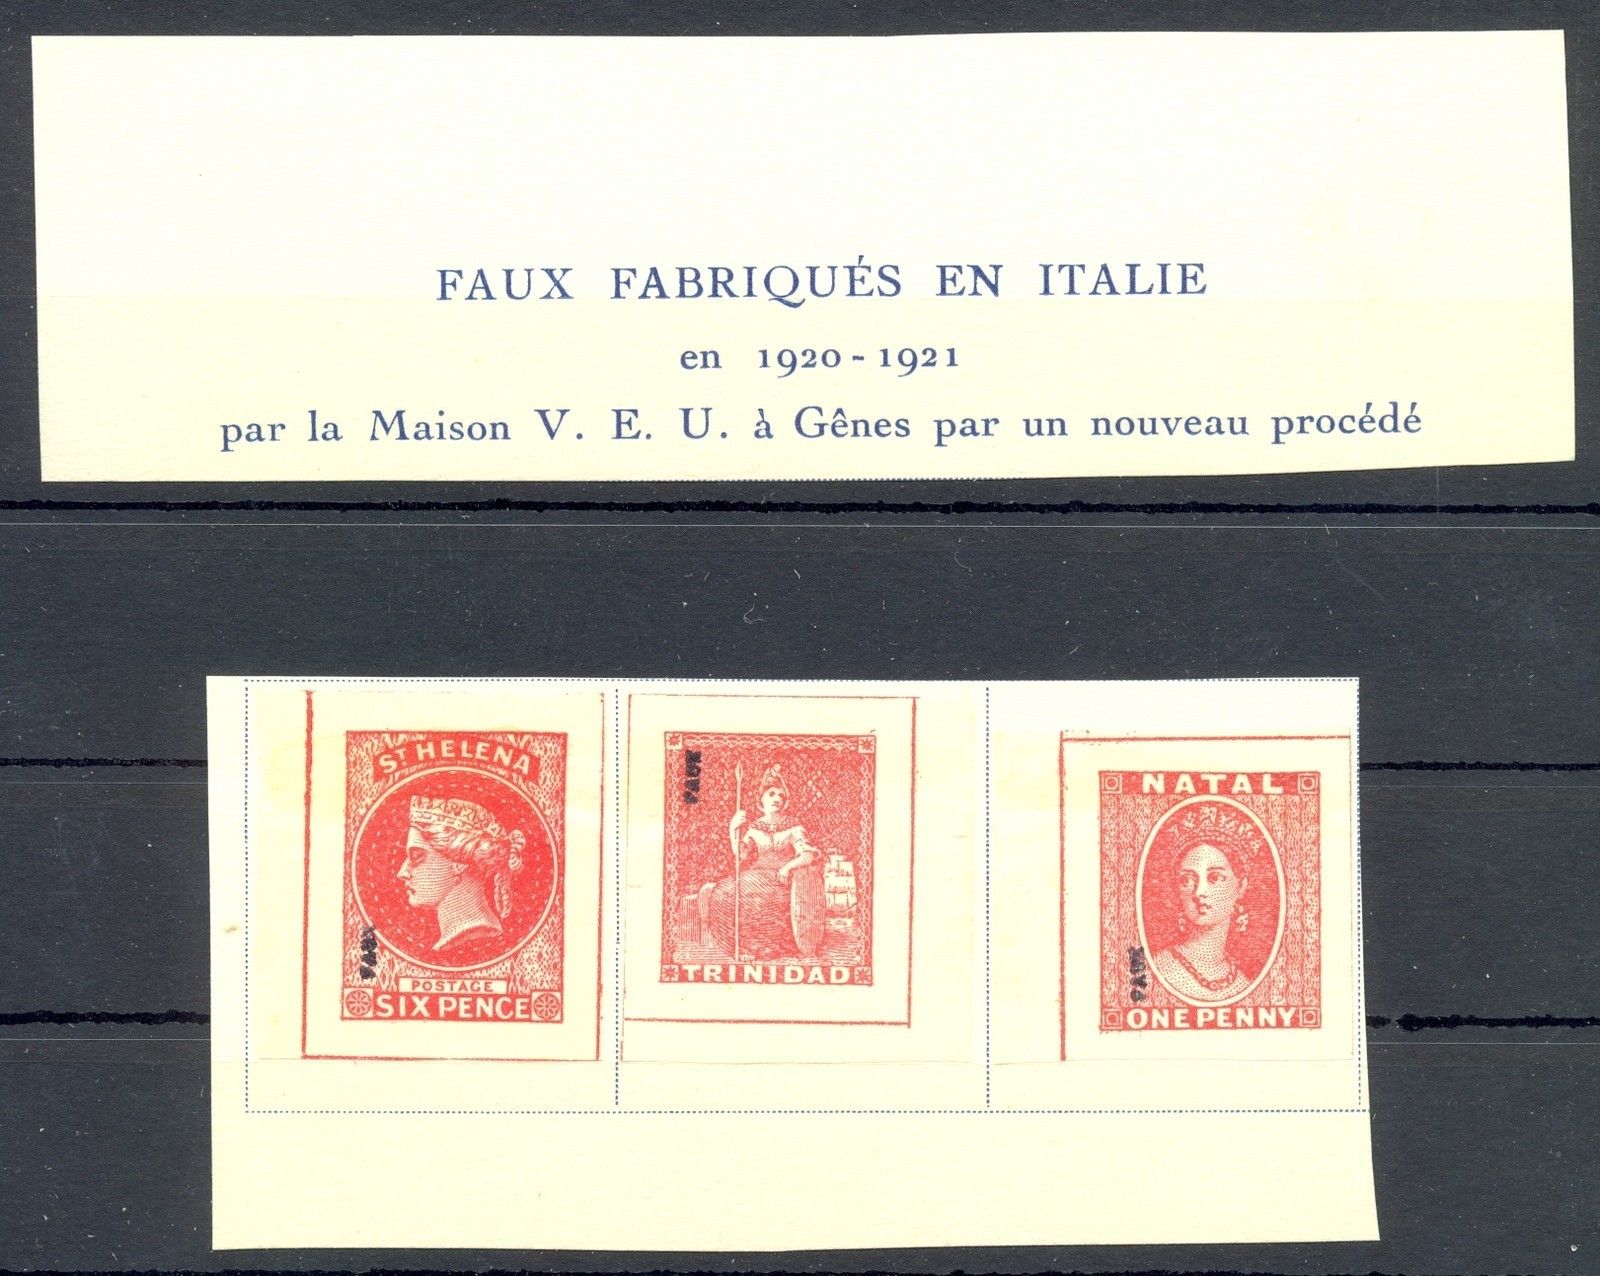 FAUX FABRIQUÉS EN ITALIE
en 1920-1921
par la Maison V. E. U. à Gênes par un nouveau procédé
ST HELENA
FAUX
POSTAGE
SIX PENCE
FAUX
TRINIDAD
NATAL
FAUX
ONE PENNY